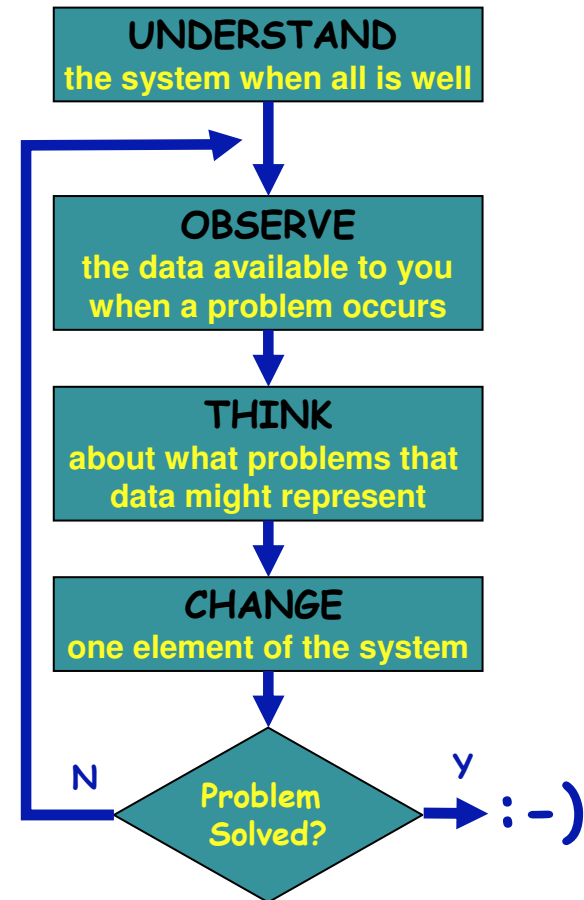 UNDERSTAND
the system when all is well
OBSERVE
the data available to you
when a problem occurs
THINK
about what problems that
data might represent
CHANGE
one element of the system
Problem
Solved?
N
Y
:-)